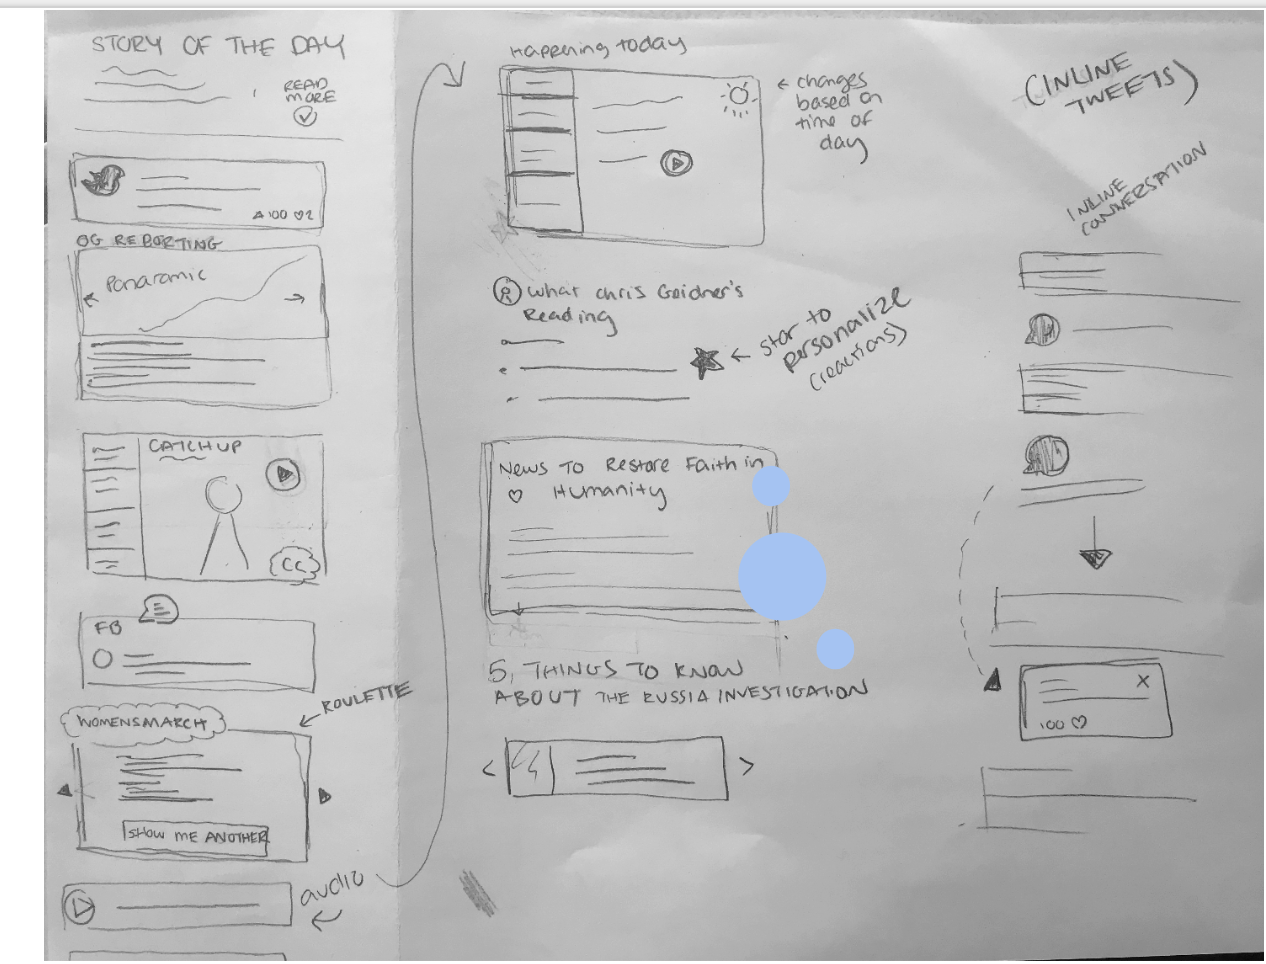 STORY OF THE DAY
READ
MORE
100 ♡2
OG REPORTING
Panaramic
CATCHUP
CC
FB
ROULETTE
WOMENSMARCH
SHOW ME ANOTHER
audio
Happening today
← changes
based on
time of
day
What Chris Geidner's
Reading
← Star to
personalize
(reactions)
News To Restore Faith in
♡ Humanity
5, THINGS TO KNOW
ABOUT THE RUSSIA INVESTIGATION
< >
(INLINE
TWEETS)
INLINE
CONVERSATION
X
100 ♡